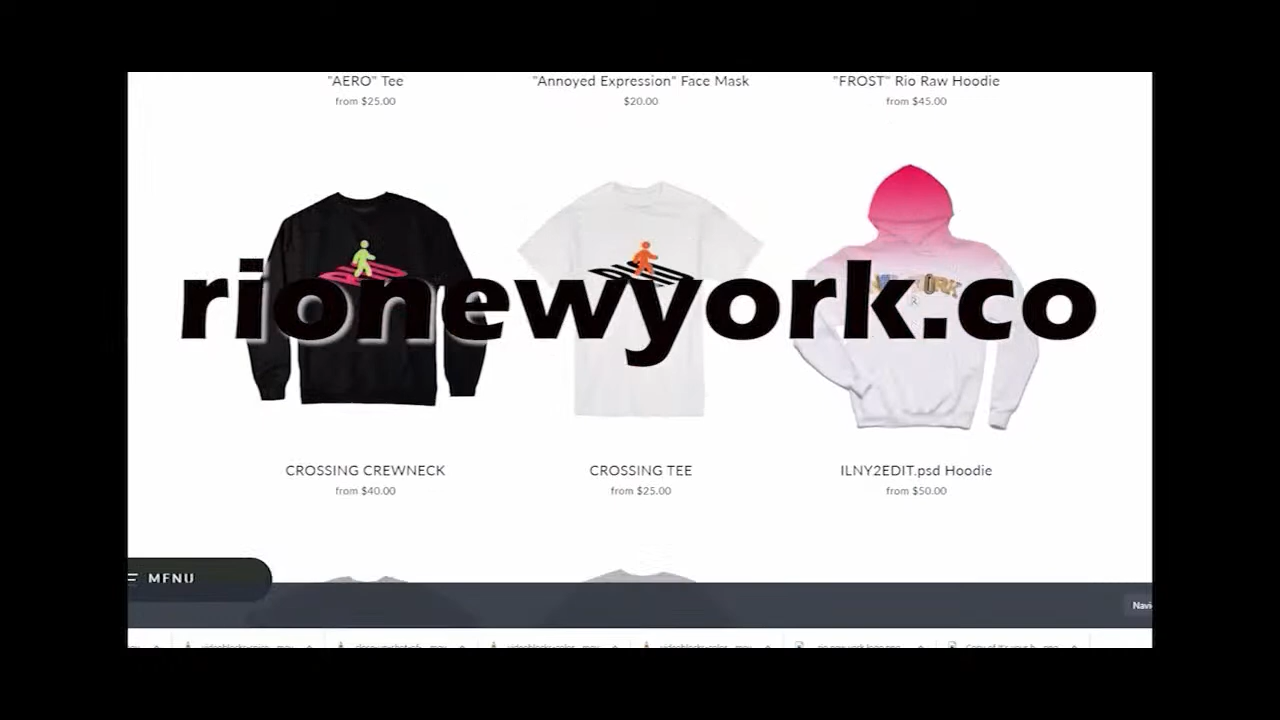 "AERO" Tee
"Annoyed Expression" Face Mask
"FROST" Rio Raw Hoodie
from $25.00
$20.00
from $45.00
rionewyork.co
CROSSING CREWNECK
CROSSING TEE
ILNY2EDIT.psd Hoodie
from $40.00
from $25.00
from $50.00
MENU